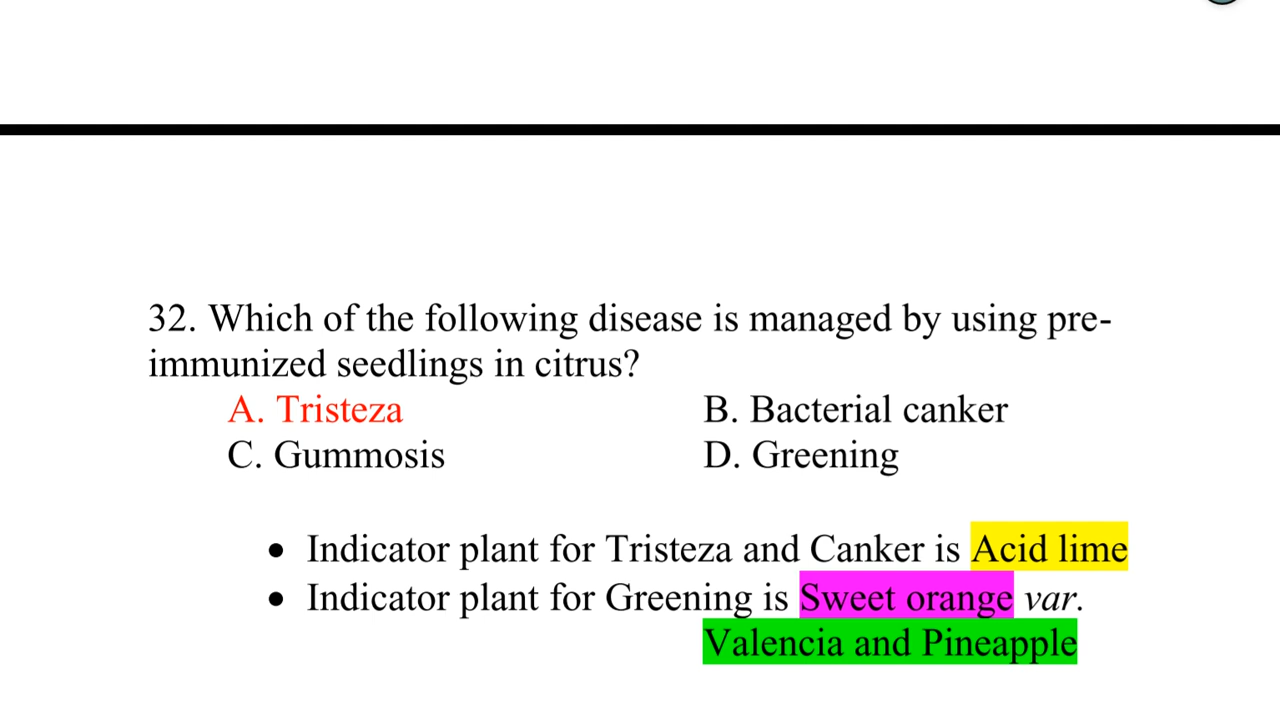 32. Which of the following disease is managed by using pre-
immunized seedlings in citrus?
A. Tristeza B. Bacterial canker
C. Gummosis D. Greening
• Indicator plant for Tristeza and Canker is Acid lime
• Indicator plant for Greening is Sweet orange var.
Valencia and Pineapple